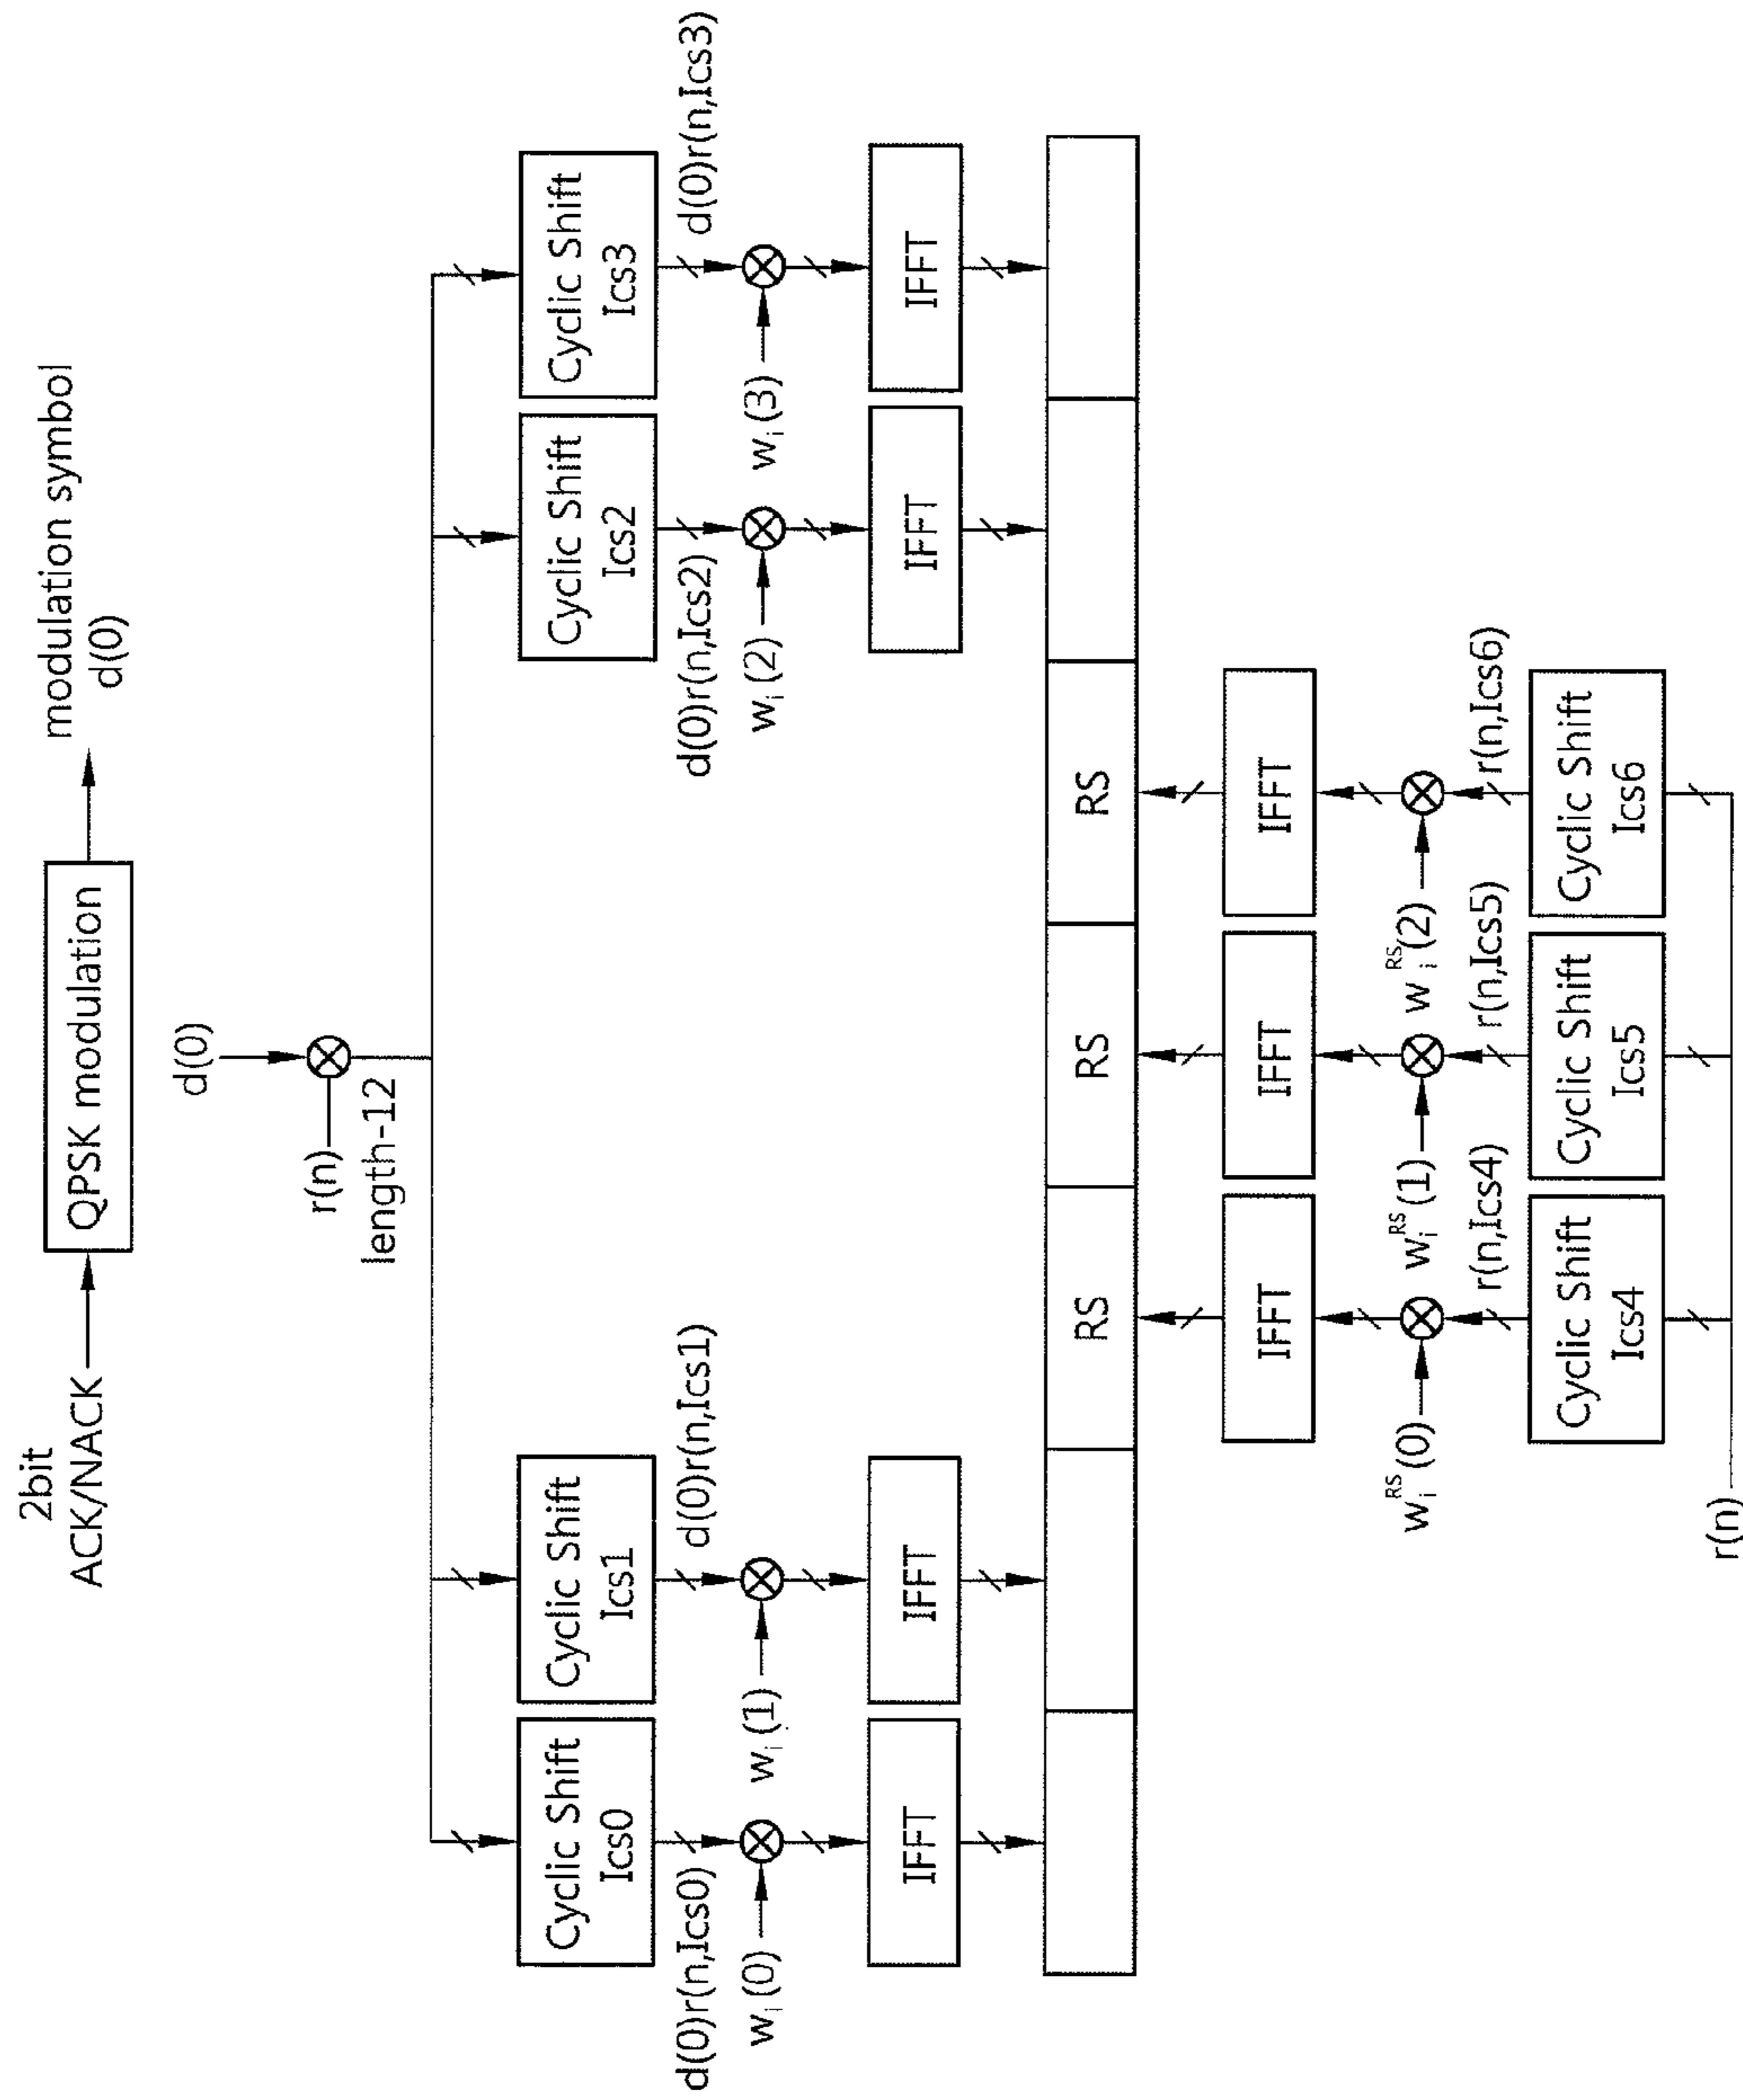 2bit
ACK/NACK
QPSK modulation
modulation symbol
d(0)
d(0)
r(n)
length-12
Cyclic Shift
Ics0
Cyclic Shift
Ics1
Cyclic Shift
Ics2
Cyclic Shift
Ics3
d(0)r(n,Ics0)
d(0)r(n,Ics1)
d(0)r(n,Ics2)
d(0)r(n,Ics3)
wᵢ(0)
wᵢ(1)
wᵢ(2)
wᵢ(3)
IFFT
IFFT
IFFT
IFFT
RS
RS
RS
IFFT
IFFT
IFFT
wᵢᴿˢ(0)
wᵢᴿˢ(1)
wᵢᴿˢ(2)
r(n,Ics4)
r(n,Ics5)
r(n,Ics6)
Cyclic Shift
Ics4
Cyclic Shift
Ics5
Cyclic Shift
Ics6
r(n)